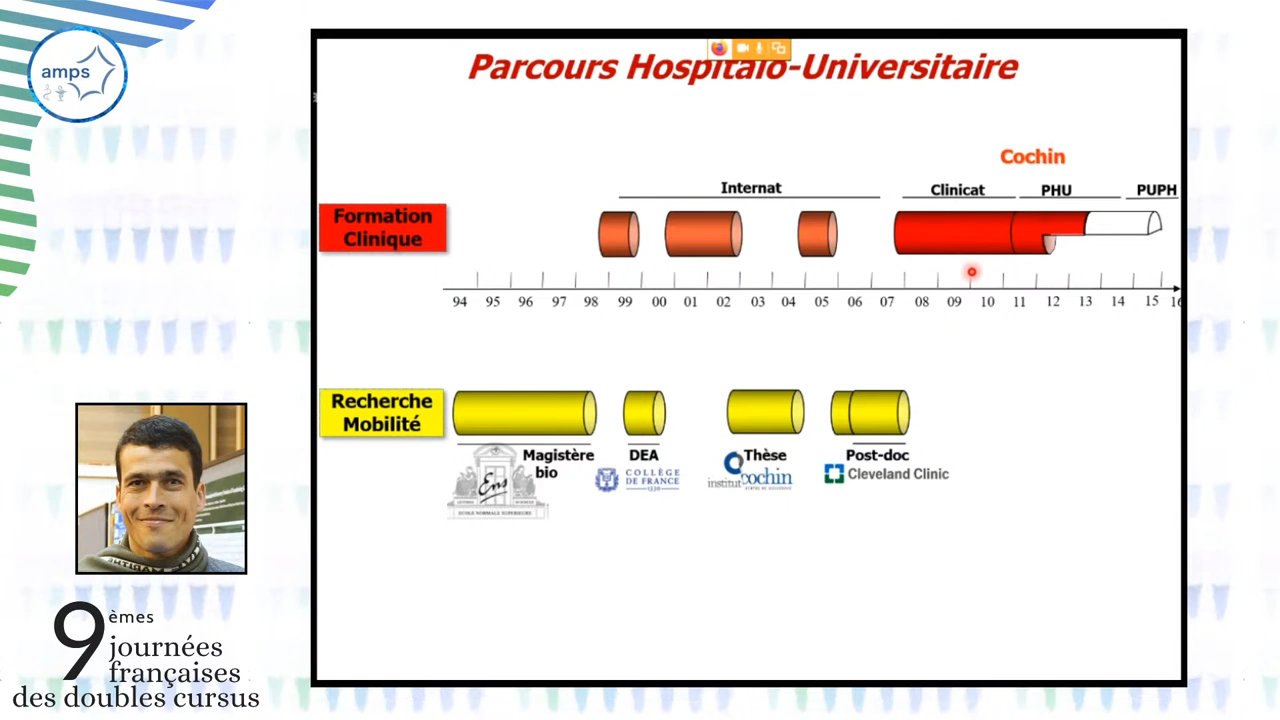 amps
Parcours Hospitalo-Universitaire
Cochin
Internat
Clinicat
PHU
PUPH
Formation
Clinique
94 95 96 97 98 99 00 01 02 03 04 05 06 07 08 09 10 11 12 13 14 15 16
Recherche
Mobilité
Magistère
bio
DEA
Thèse
Post-doc
Ens
ECOLE NORMALE SUPERIEURE
COLLÈGE
DE FRANCE
1530
institut cochin
Cleveland Clinic
9èmes
journées
françaises
des doubles cursus